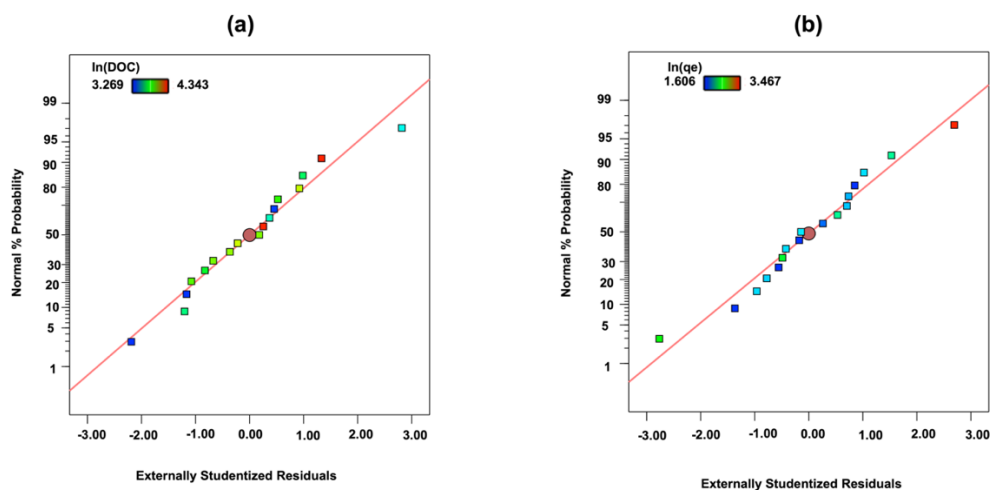 (a)
ln(DOC)
3.269 4.343
Normal % Probability
99
95
90
80
50
30
20
10
5
1
-3.00 -2.00 -1.00 0.00 1.00 2.00 3.00
Externally Studentized Residuals
(b)
ln(qe)
1.606 3.467
Normal % Probability
99
95
90
80
50
30
20
10
5
1
-3.00 -2.00 -1.00 0.00 1.00 2.00 3.00
Externally Studentized Residuals